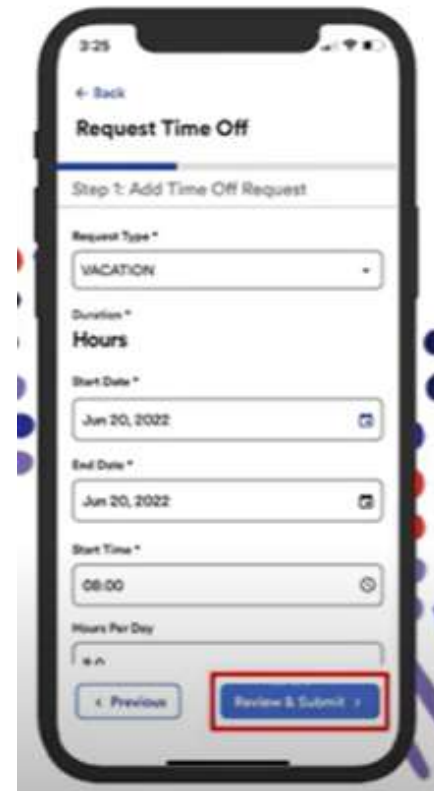 3:25
← Back
Request Time Off
Step 1: Add Time Off Request
Request Type *
VACATION
Duration *
Hours
Start Date *
Jun 20, 2022
End Date *
Jun 20, 2022
Start Time *
08:00
Hours Per Day
‹ Previous
Review & Submit ›